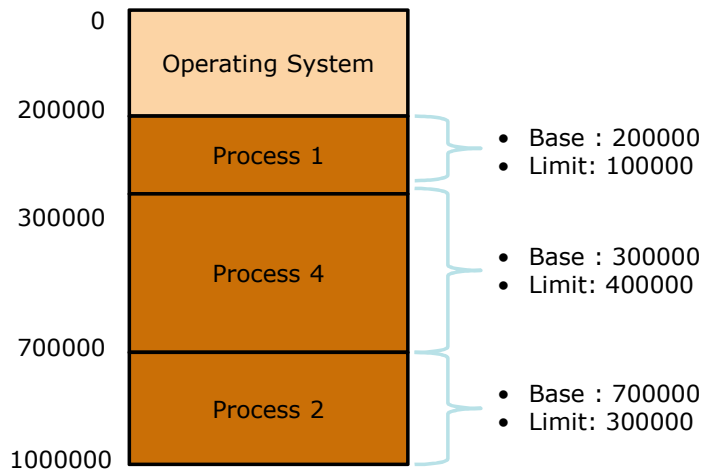 0
Operating System
200000
Process 1
• Base : 200000
• Limit: 100000
300000
Process 4
• Base : 300000
• Limit: 400000
700000
Process 2
• Base : 700000
• Limit: 300000
1000000